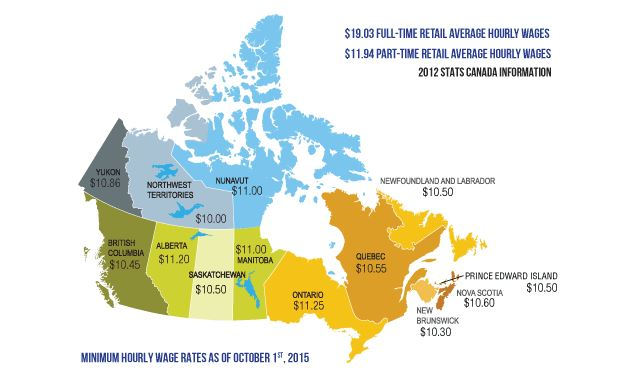 $19.03 FULL-TIME RETAIL AVERAGE HOURLY WAGES
$11.94 PART-TIME RETAIL AVERAGE HOURLY WAGES
2012 STATS CANADA INFORMATION
YUKON
$10.86
NORTHWEST
TERRITORIES
$10.00
NUNAVUT
$11.00
NEWFOUNDLAND AND LABRADOR
$10.50
BRITISH
COLUMBIA
$10.45
ALBERTA
$11.20
SASKATCHEWAN
$10.50
$11.00
MANITOBA
ONTARIO
$11.25
QUEBEC
$10.55
PRINCE EDWARD ISLAND
$10.50
NOVA SCOTIA
$10.60
NEW
BRUNSWICK
$10.30
MINIMUM HOURLY WAGE RATES AS OF OCTOBER 1ST, 2015